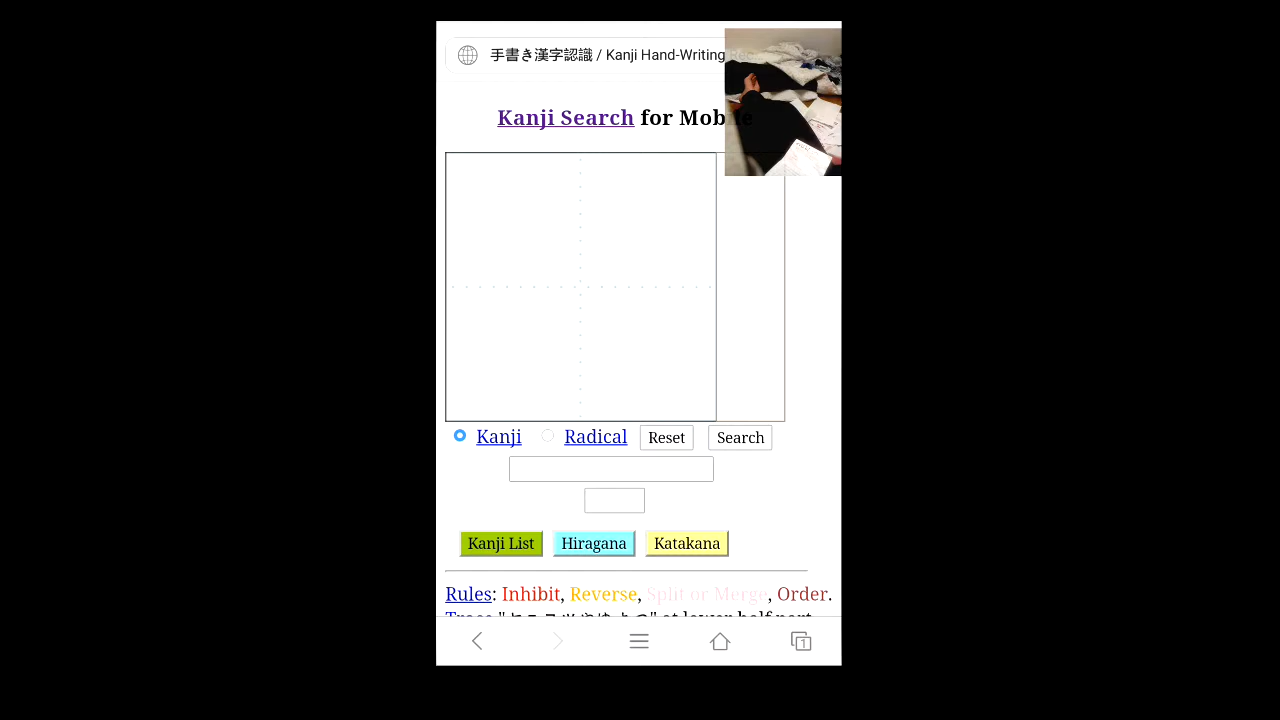 手書き漢字認識 / Kanji Hand-Writing
Kanji Search for Mobile
Kanji Radical Reset Search
Kanji List Hiragana Katakana
Rules: Inhibit, Reverse, Split or Merge, Order.